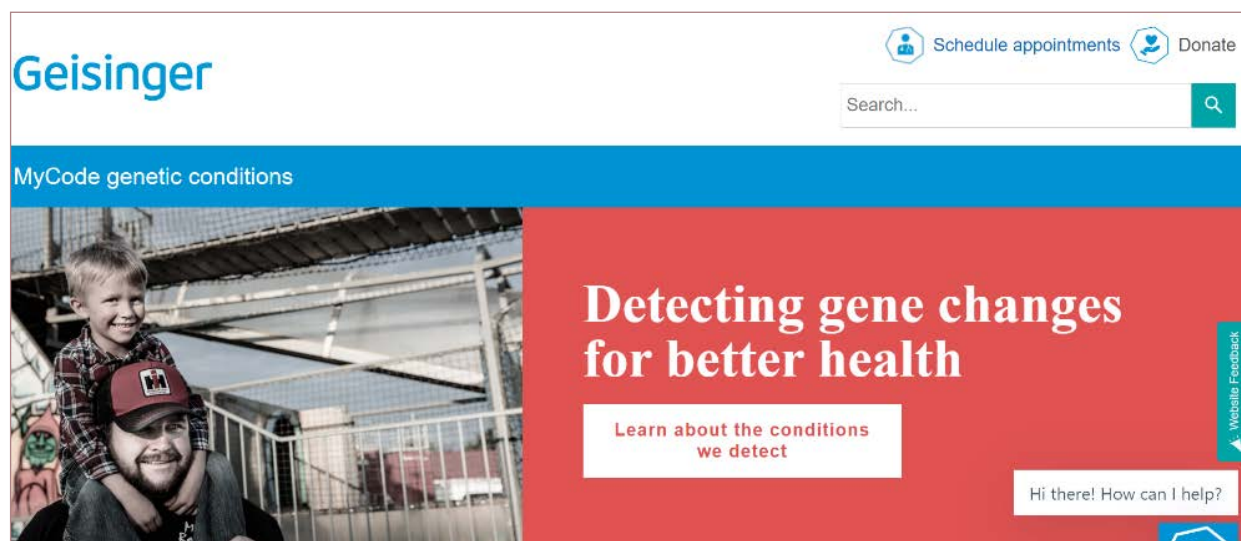 Geisinger
Schedule appointments
Donate
Search...
MyCode genetic conditions
Detecting gene changes
for better health
Learn about the conditions
we detect
Website Feedback
Hi there! How can I help?